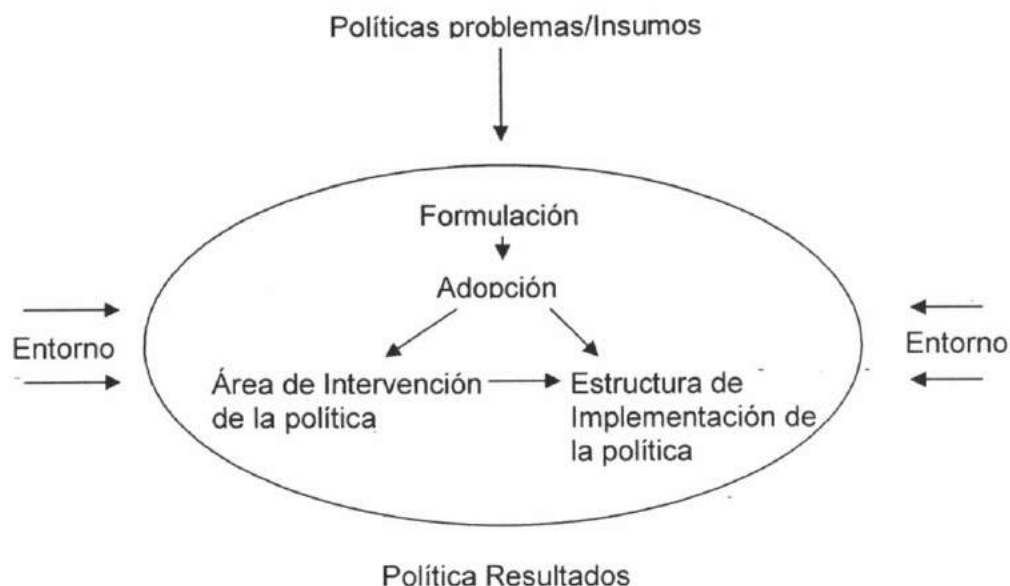 Políticas problemas/Insumos
Formulación
Adopción
Entorno
Entorno
Área de Intervención
de la política
Estructura de
Implementación de
la política
Política Resultados